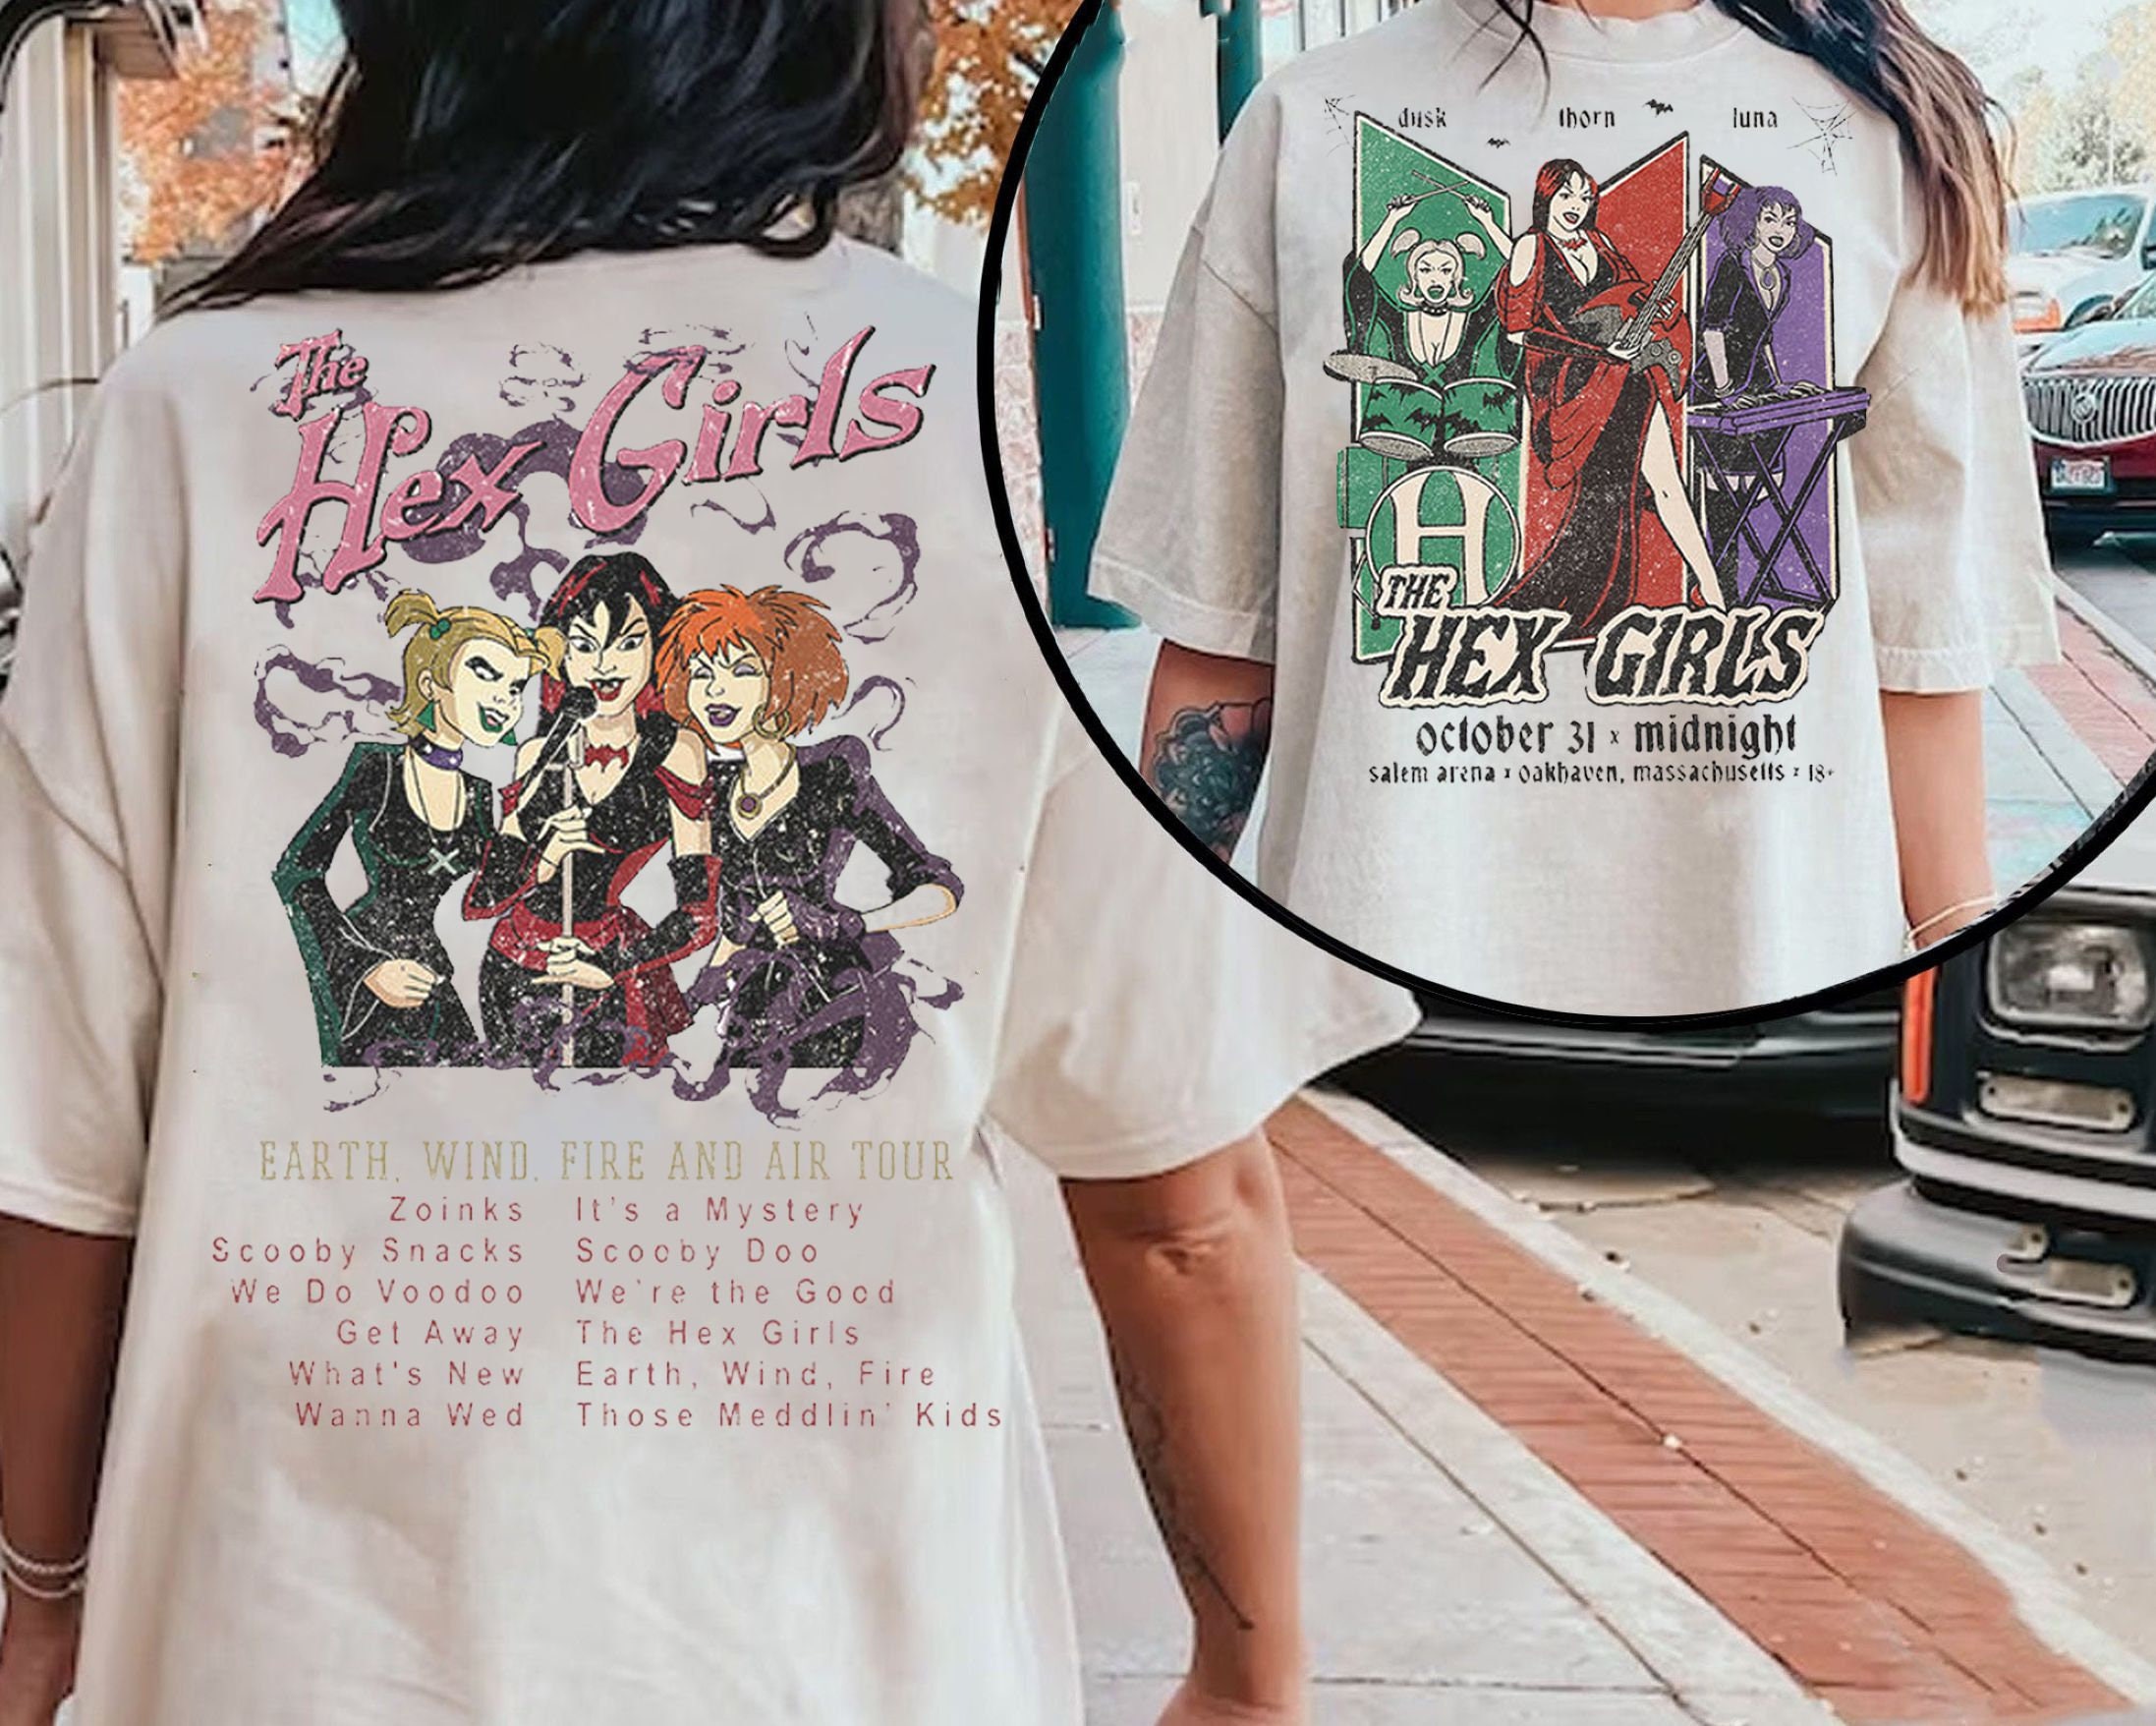 The
Hex Girls
EARTH, WIND, FIRE AND AIR TOUR
Zoinks It's a Mystery
Scooby Snacks Scooby Doo
We Do Voodoo We're the Good
Get Away The Hex Girls
What's New Earth, Wind, Fire
Wanna Wed Those Meddlin' Kids
dusk thorn luna
H
THE
HEX GIRLS
october 31 x midnight
salem arena x oakhaven, massachusetts x 18+